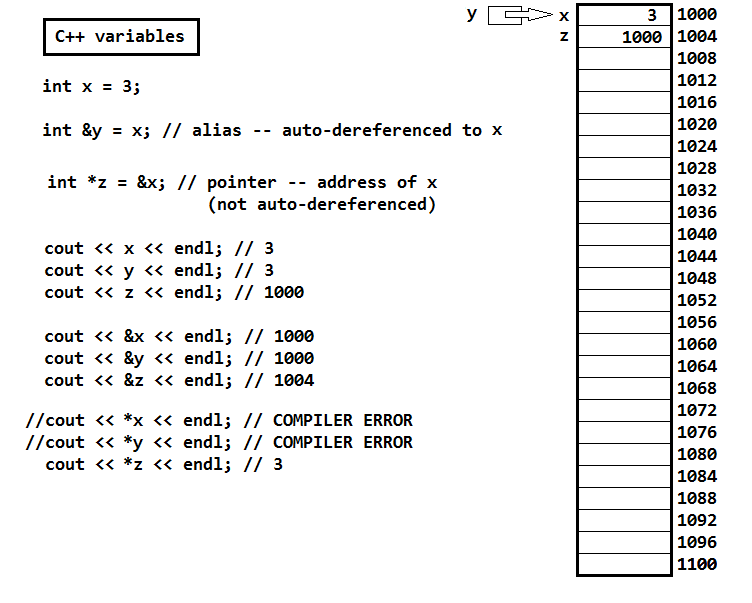 C++ variables
int x = 3;
int &y = x; // alias -- auto-dereferenced to x
int *z = &x; // pointer -- address of x
(not auto-dereferenced)
cout << x << endl; // 3
cout << y << endl; // 3
cout << z << endl; // 1000
cout << &x << endl; // 1000
cout << &y << endl; // 1000
cout << &z << endl; // 1004
//cout << *x << endl; // COMPILER ERROR
//cout << *y << endl; // COMPILER ERROR
cout << *z << endl; // 3
y x 3 1000
z 1000 1004
1008
1012
1016
1020
1024
1028
1032
1036
1040
1044
1048
1052
1056
1060
1064
1068
1072
1076
1080
1084
1088
1092
1096
1100